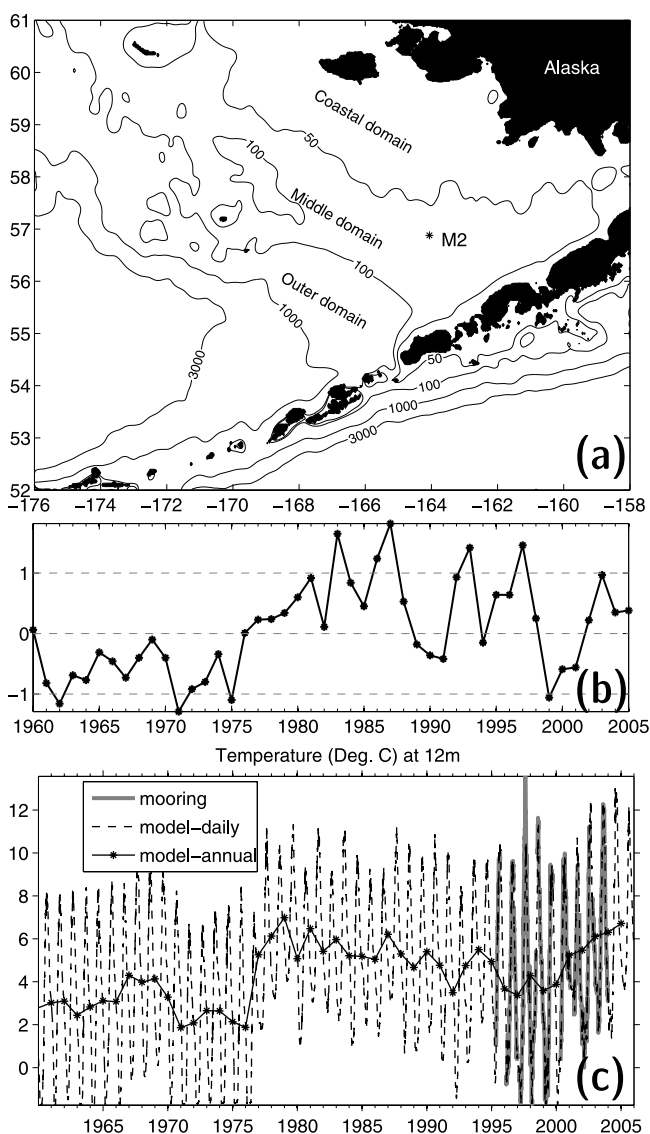 61
60
59
58
57
56
55
54
53
52
Alaska
Coastal domain
50
100
Middle domain
M2
100
Outer domain
1000
3000
50
100
1000
3000
(a)
−176 −174 −172 −170 −168 −166 −164 −162 −160 −158
1
0
−1
(b)
1960 1965 1970 1975 1980 1985 1990 1995 2000 2005
Temperature (Deg. C) at 12m
12
10
8
6
4
2
0
mooring
model−daily
model−annual
(c)
1965 1970 1975 1980 1985 1990 1995 2000 2005